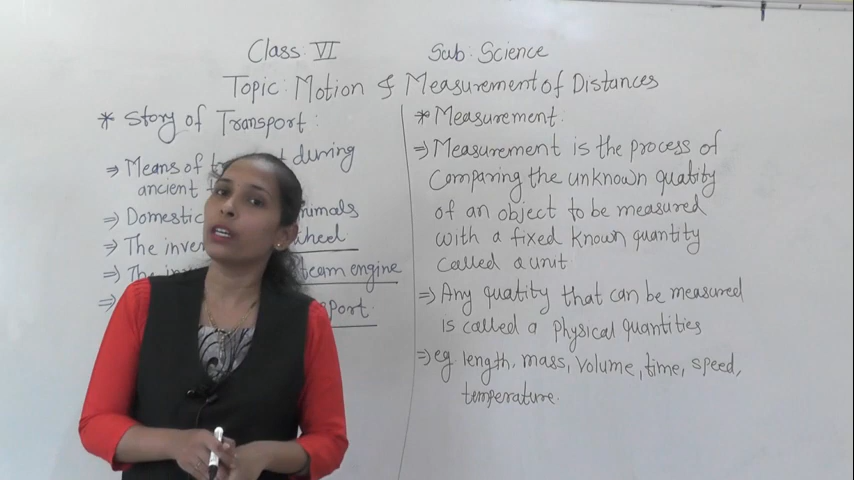 Class: VI Sub: Science
Topic: Motion & Measurement of Distances
* Story of Transport:
⇒ Means of during
ancient
⇒ Domestic
⇒ The wheel
⇒ The steam engine
⇒
* Measurement:
⇒ Measurement is the process of
Comparing the unknown quatity
of an object to be measured
with a fixed known quantity
called a unit
⇒ Any quatity that can be measured
is called a physical quantities
⇒ eg length, mass, Volume, time, speed,
temperature.